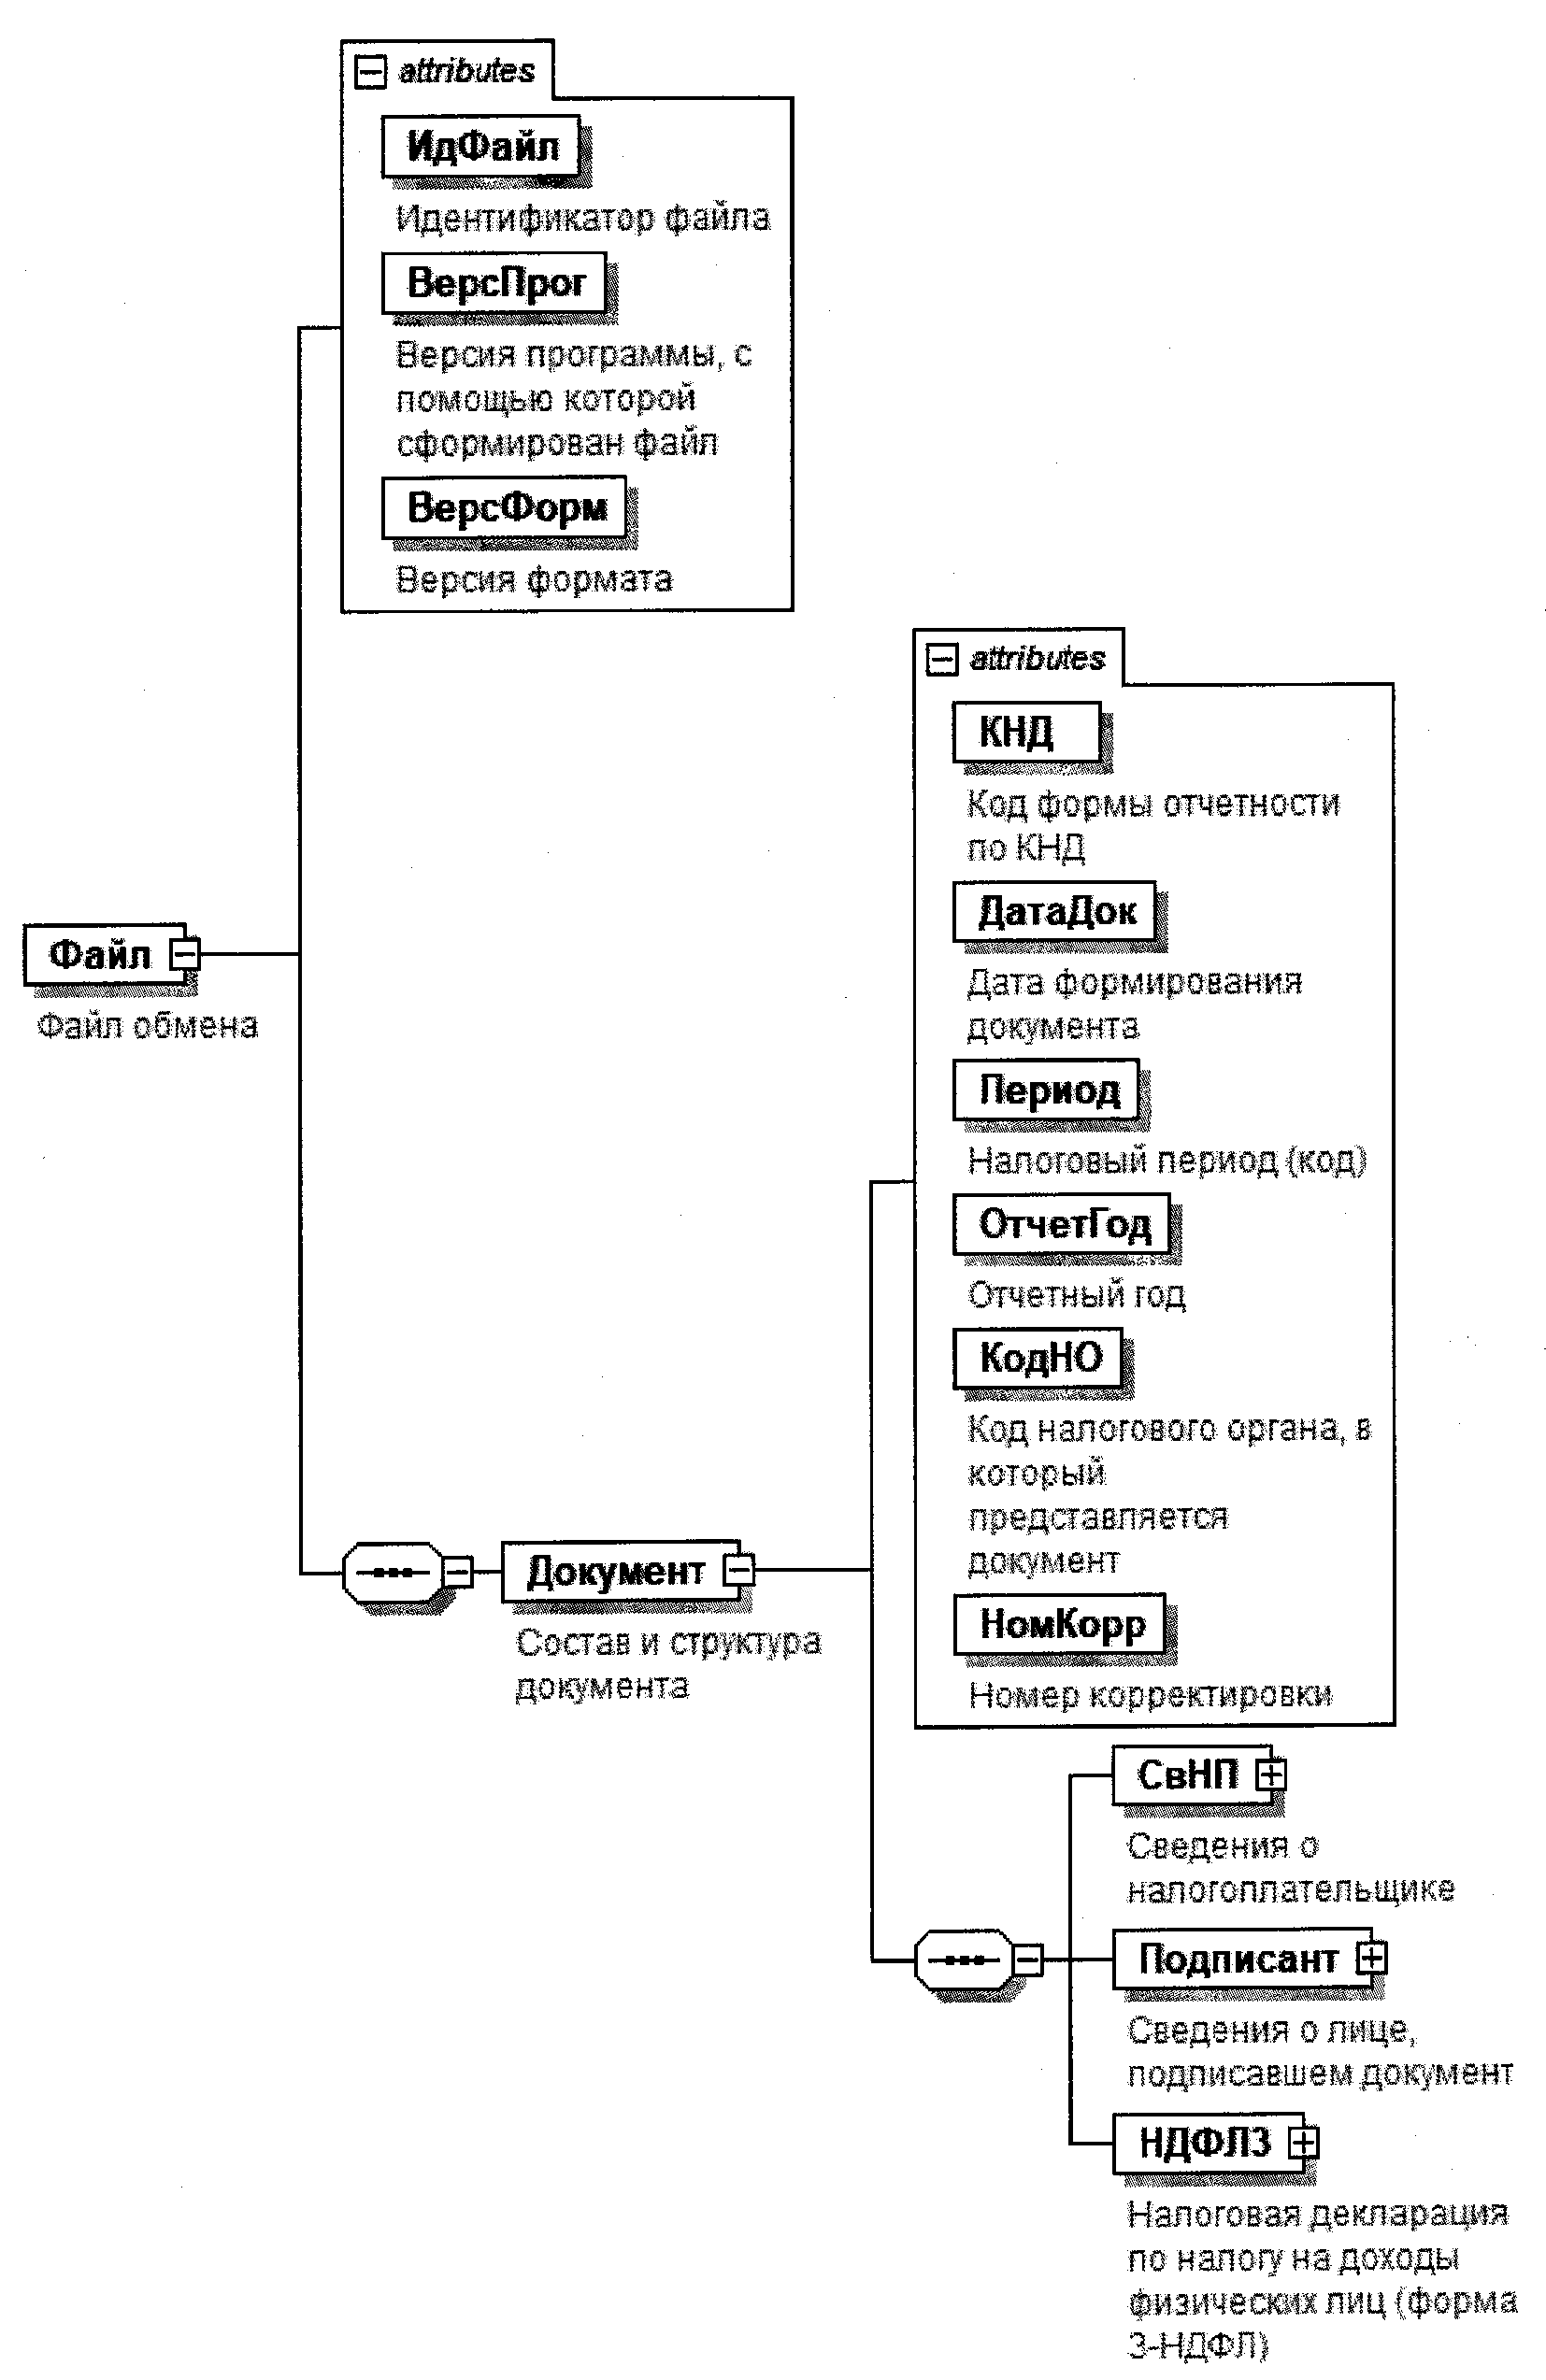 attributes
ИдФайл
Идентификатор файла
ВерсПрог
Версия программы, с
помощью которой
сформирован файл
ВерсФорм
Версия формата
attributes
КНД
Код формы отчетности
по КНД
ДатаДок
Дата формирования
документа
Период
Налоговый период (код)
ОтчетГод
Отчетный год
КодНО
Код налогового органа, в
который
представляется
документ
НомКорр
Номер корректировки
Файл
Файл обмена
Документ
Состав и структура
документа
СвНП
Сведения о
налогоплательщике
Подписант
Сведения о лице,
подписавшем документ
НДФЛ3
Налоговая декларация
по налогу на доходы
физических лиц (форма
3-НДФЛ)